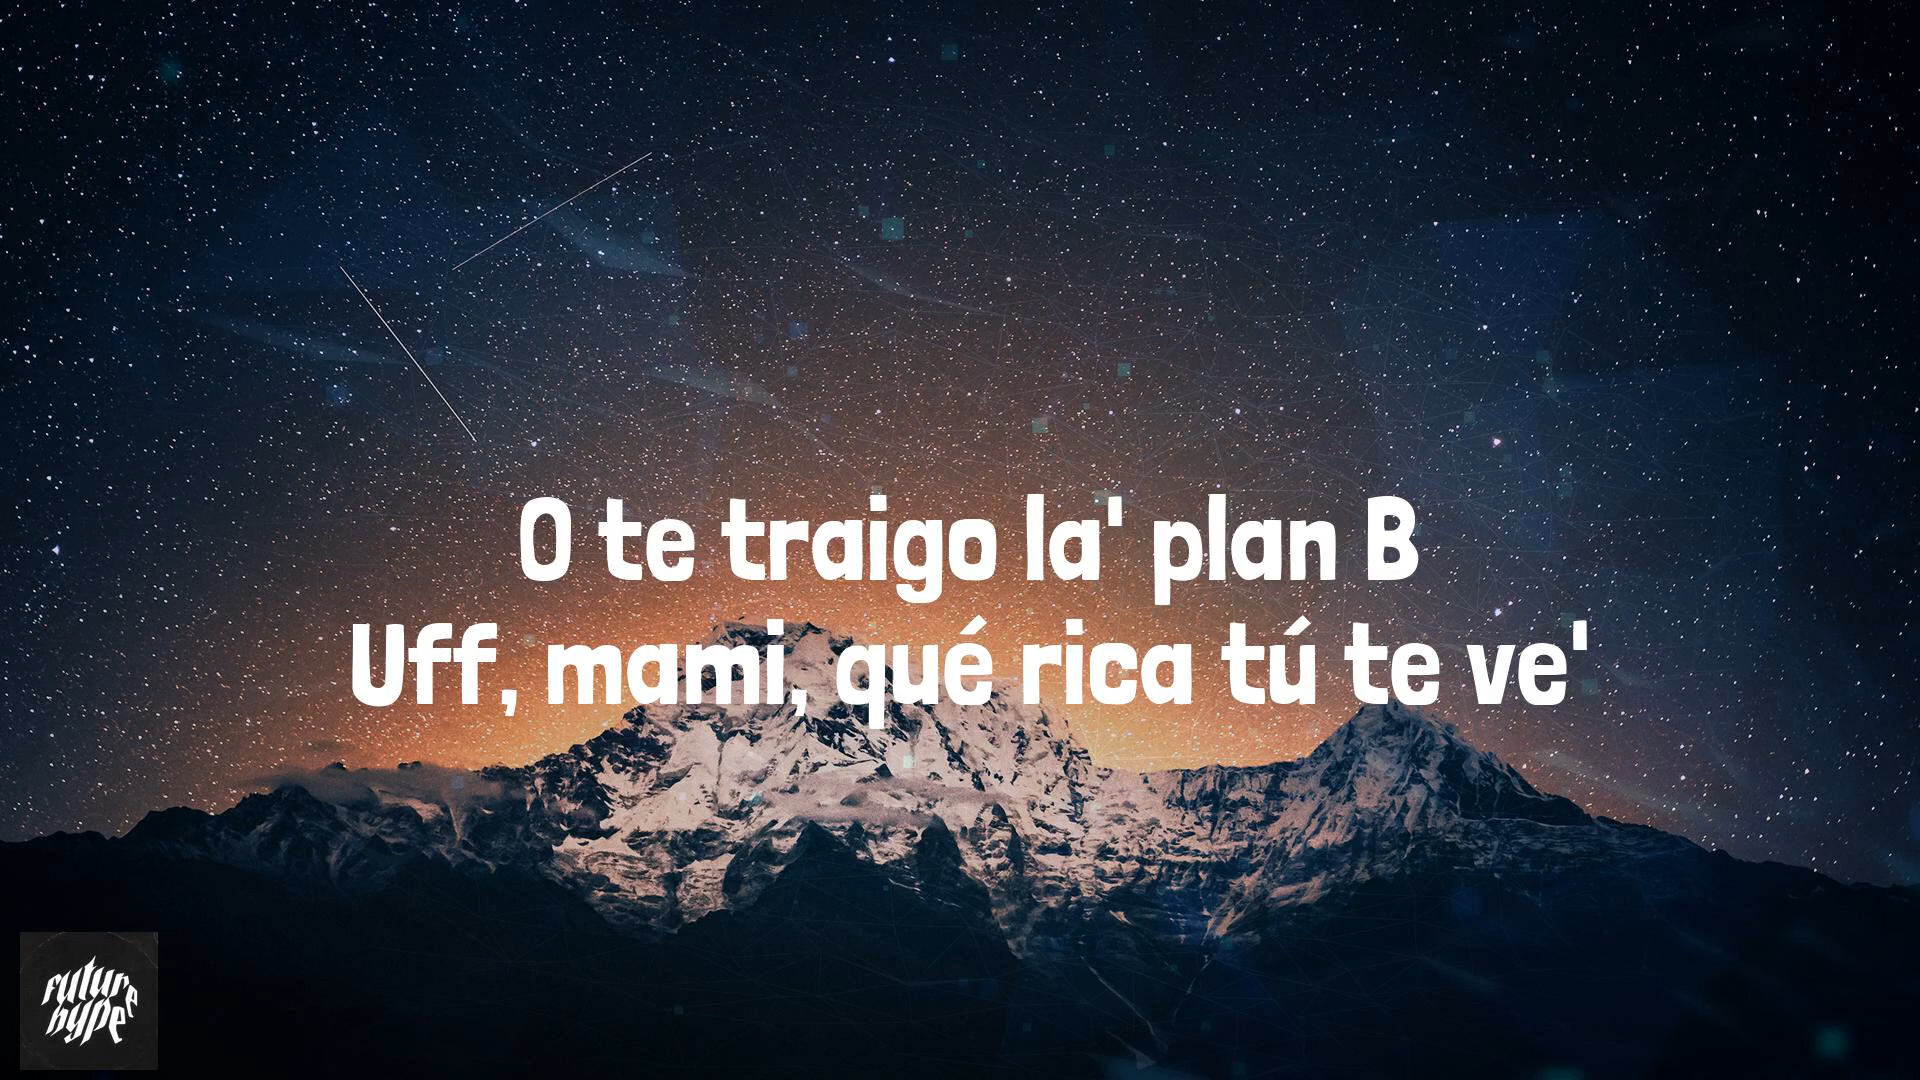 O te traigo la' plan B
Uff, mami, qué rica tú te ve'
future
hype